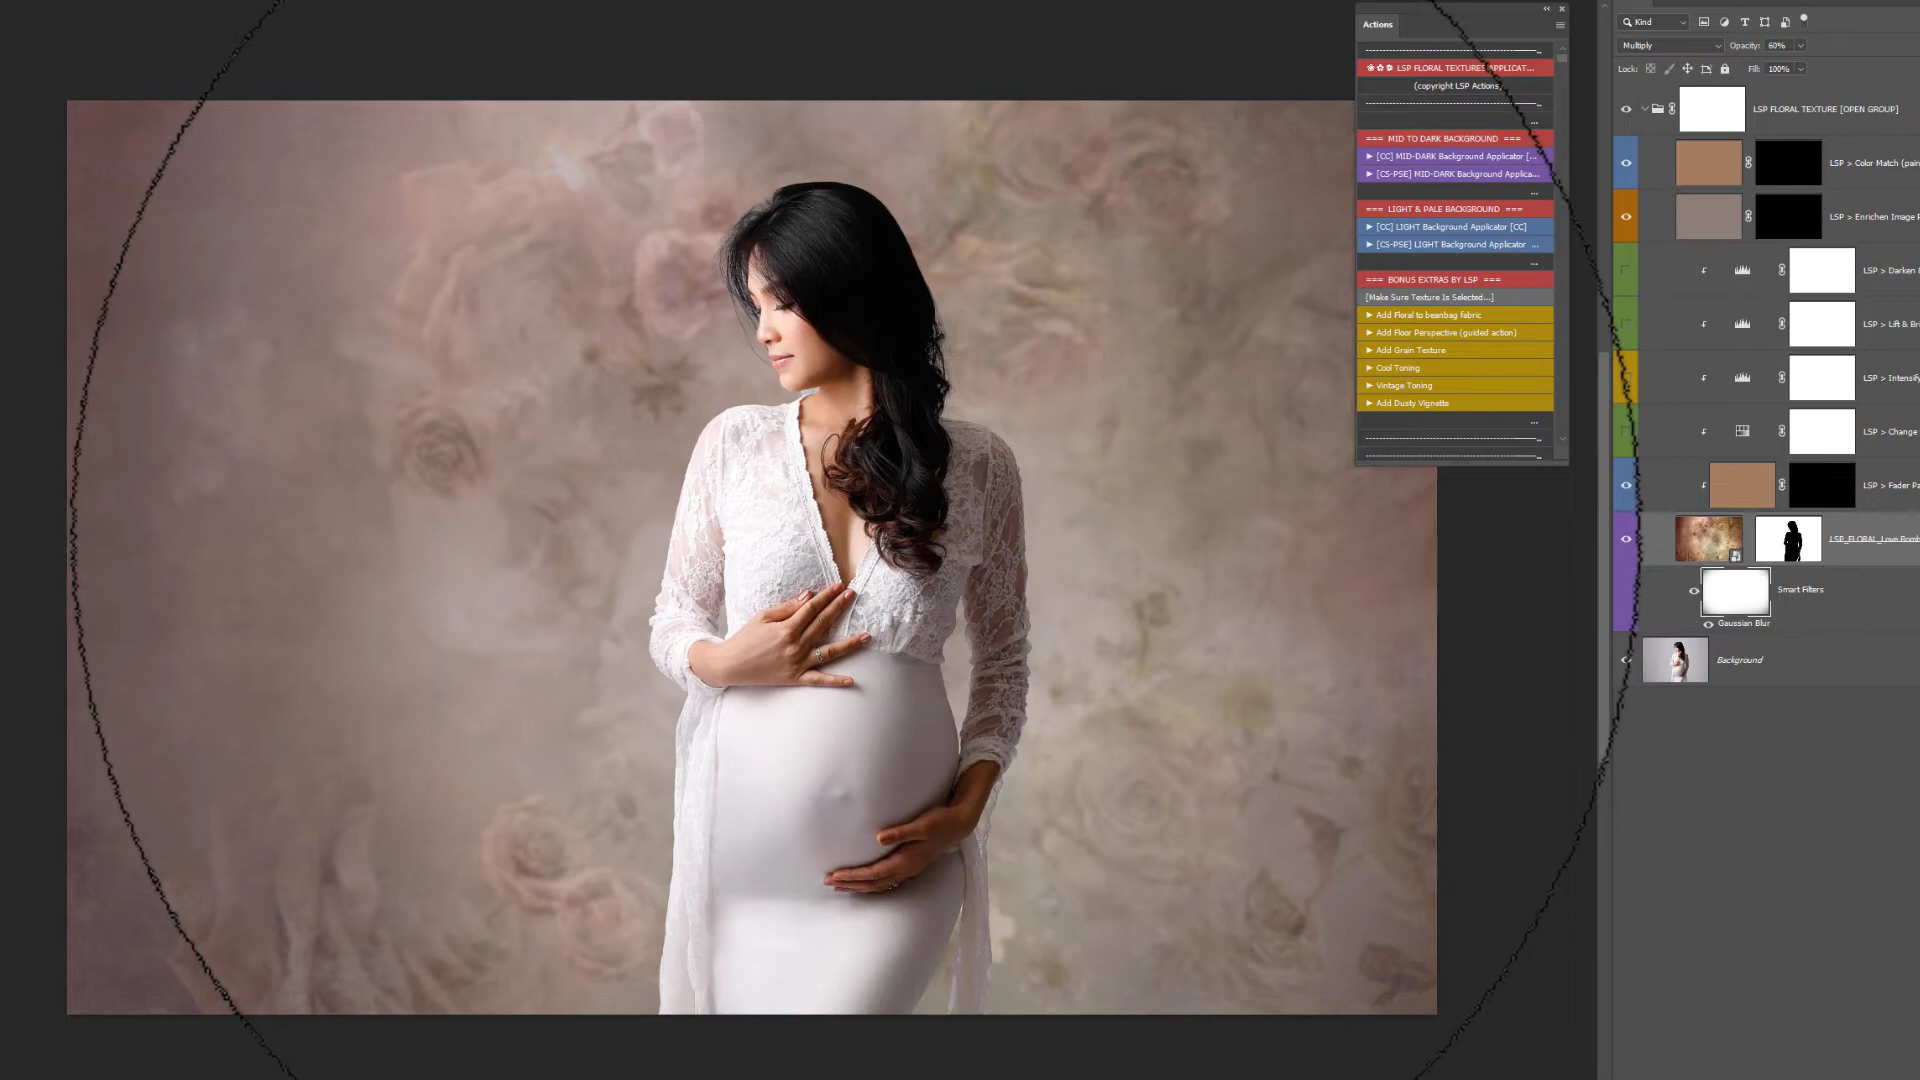 Actions
✽✿✽ LSP FLORAL TEXTURES APPLICAT...
(copyright LSP Actions)
...
=== MID TO DARK BACKGROUND ===
[CC] MID-DARK Background Applicator [...
[CS-PSE] MID-DARK Background Applica...
...
=== LIGHT & PALE BACKGROUND ===
[CC] LIGHT Background Applicator [CC]
[CS-PSE] LIGHT Background Applicator ...
...
=== BONUS EXTRAS BY LSP ===
[Make Sure Texture Is Selected...]
Add Floral to beanbag fabric
Add Floor Perspective (guided action)
Add Grain Texture
Cool Toning
Vintage Toning
Add Dusty Vignette
...
Kind
Multiply Opacity: 60%
Lock: Fill: 100%
LSP FLORAL TEXTURE [OPEN GROUP]
LSP > Color Match (pain
LSP > Enrichen Image P
LSP > Darken &
LSP > Lift & Bri
LSP > Intensify
LSP > Change
LSP > Fader Pa
LSP_FLORAL_Love Bomb
Smart Filters
Gaussian Blur
Background